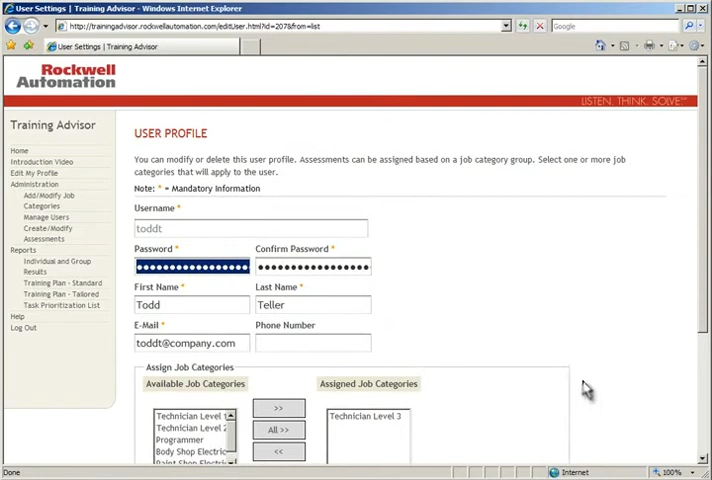 User Settings | Training Advisor - Windows Internet Explorer
http://trainingadvisor.rockwellautomation.com/editUser.html?id=207&from=list
Google
User Settings | Training Advisor
Rockwell
Automation
LISTEN. THINK. SOLVE.
Training Advisor
Home
Introduction Video
Edit My Profile
Administration
Add/Modify Job
Categories
Manage Users
Create/Modify
Assessments
Reports
Individual and Group
Results
Training Plan - Standard
Training Plan - Tailored
Task Prioritization List
Help
Log Out
USER PROFILE
You can modify or delete this user profile. Assessments can be assigned based on a job category group. Select one or more job
categories that will apply to the user.
Note: * = Mandatory Information
Username *
toddt
Password * Confirm Password *
First Name * Last Name *
Todd Teller
E-Mail * Phone Number
toddt@company.com
Assign Job Categories
Available Job Categories Assigned Job Categories
Technician Level 1
Technician Level 2
Programmer
Body Shop Electric
Paint Shop Electric
>>
All >>
<<
Technician Level 3
Done
Internet
100%